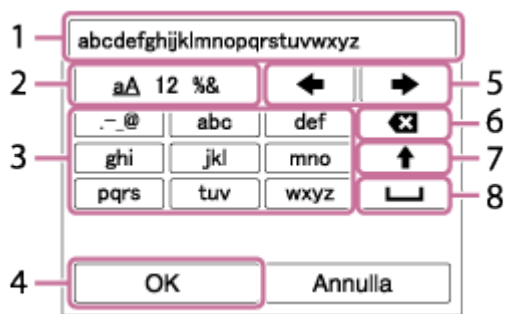 1 abcdefghijklmnopqrstuvwxyz
2 aA 12 %& 5
.-_@ abc def 6
3 ghi jkl mno 7
pqrs tuv wxyz 8
4 OK Annulla